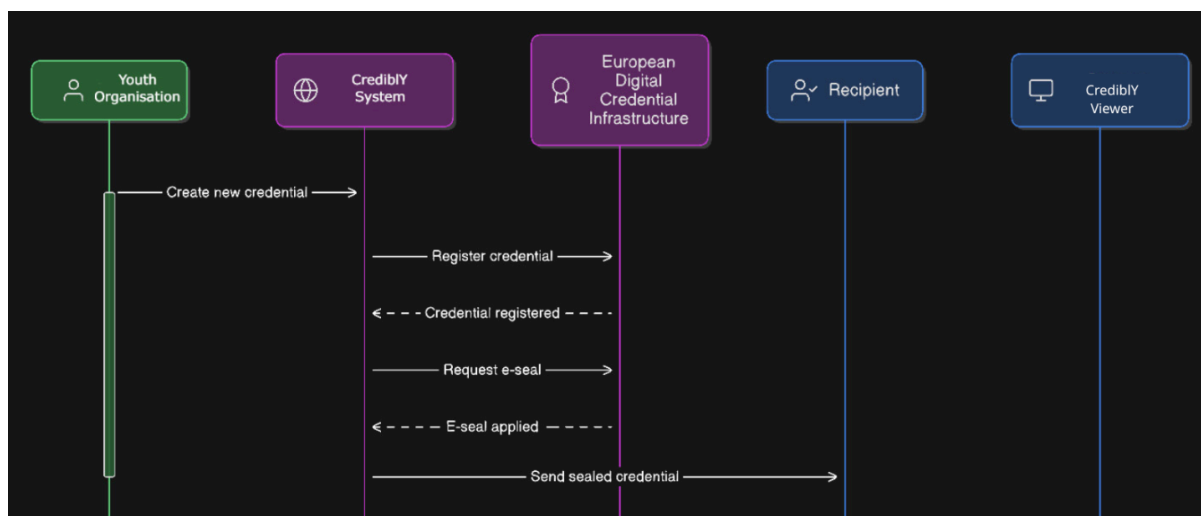 Youth
Organisation
CrediblY
System
European
Digital
Credential
Infrastructure
Recipient
CrediblY
Viewer
Create new credential
Register credential
Credential registered
Request e-seal
E-seal applied
Send sealed credential